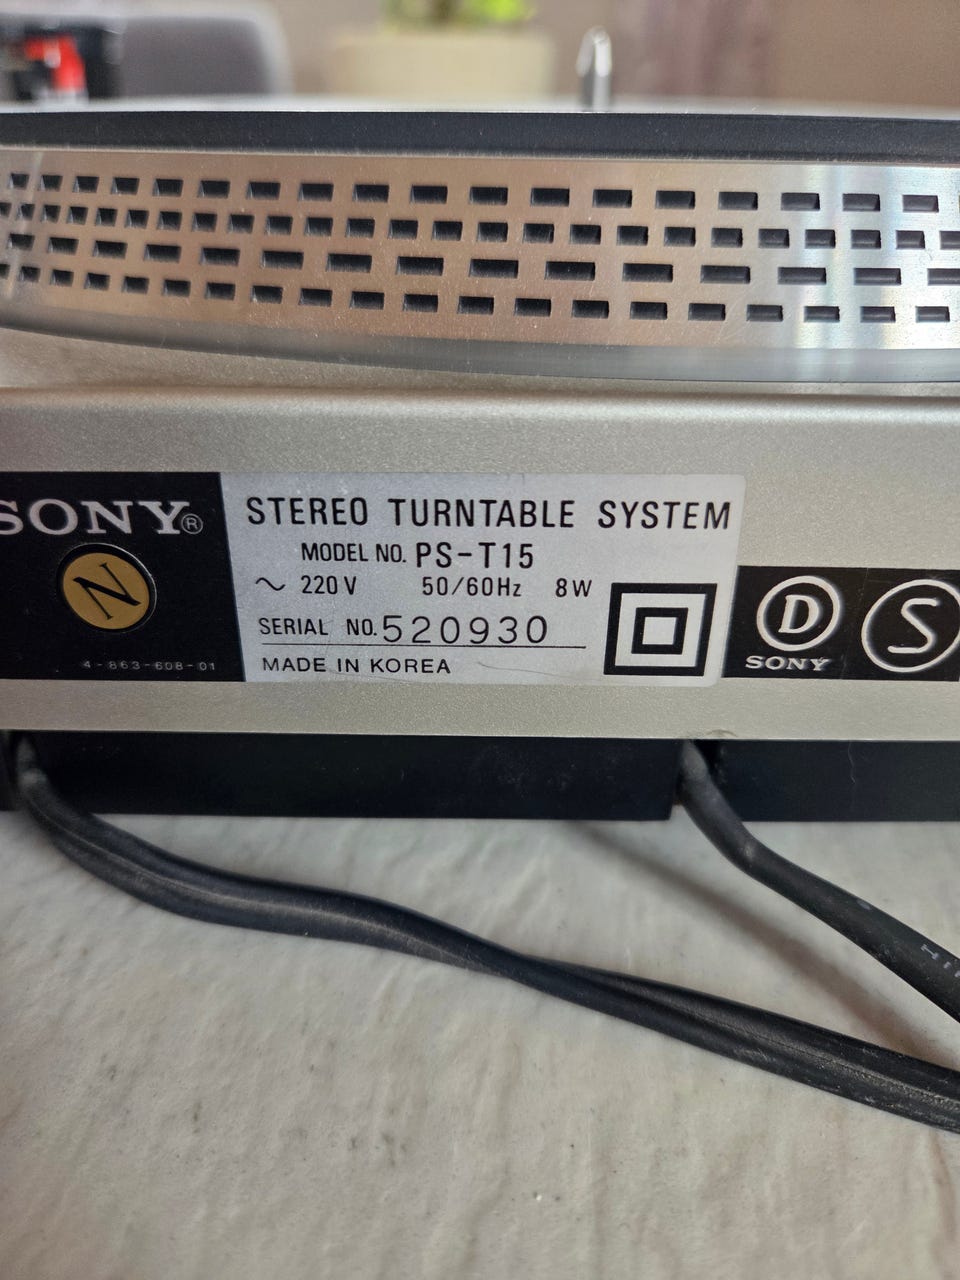 SONY®
N
4-863-608-01
STEREO TURNTABLE SYSTEM
MODEL NO. PS-T15
~ 220V 50/60Hz 8W
SERIAL NO. 520930
MADE IN KOREA
D
SONY
S